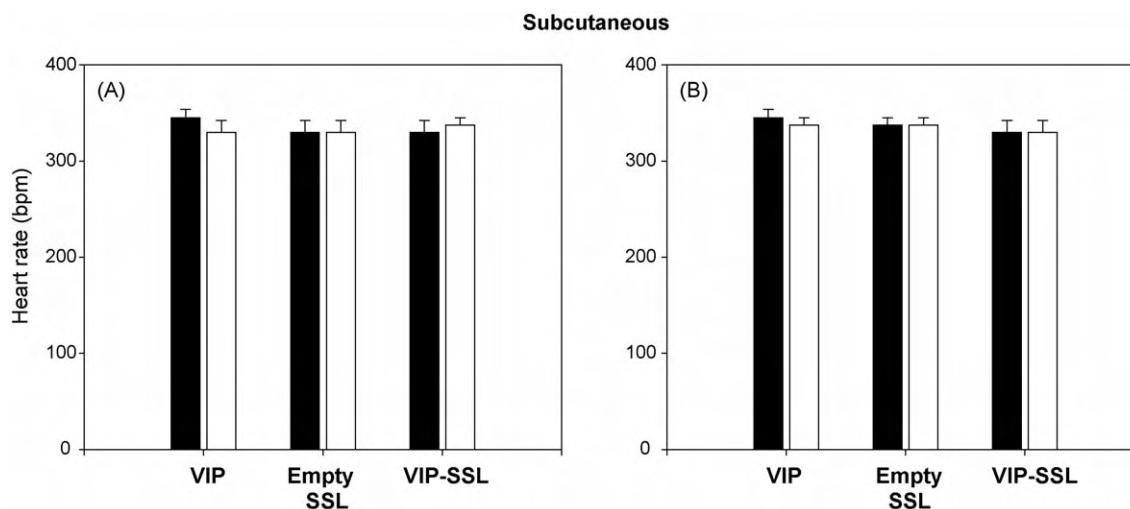 Subcutaneous
(A)
Heart rate (bpm)
400
300
200
100
0
VIP
Empty
SSL
VIP-SSL
(B)
400
300
200
100
0
VIP
Empty
SSL
VIP-SSL